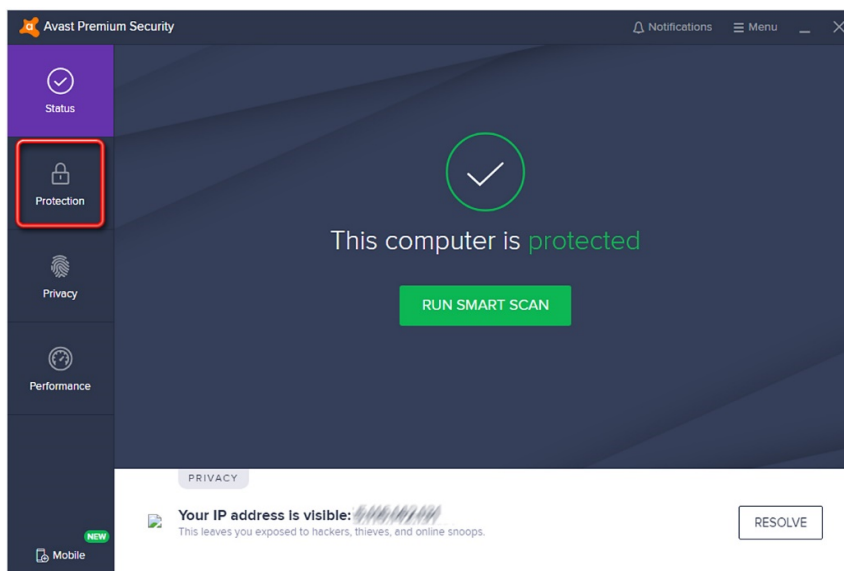 Avast Premium Security
Notifications
Menu
Status
Protection
Privacy
Performance
NEW
Mobile
This computer is protected
RUN SMART SCAN
PRIVACY
Your IP address is visible:
This leaves you exposed to hackers, thieves, and online snoops.
RESOLVE